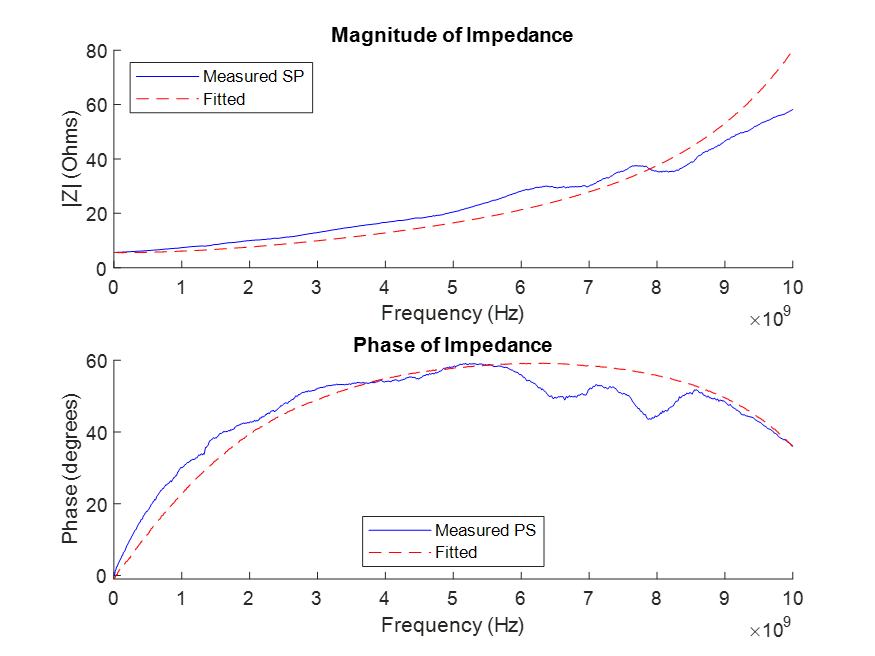 Magnitude of Impedance
|Z| (Ohms)
80
60
40
20
0
Measured SP
Fitted
0 1 2 3 4 5 6 7 8 9 10
Frequency (Hz)
×10⁹
Phase of Impedance
Phase (degrees)
60
40
20
0
Measured PS
Fitted
0 1 2 3 4 5 6 7 8 9 10
Frequency (Hz)
×10⁹